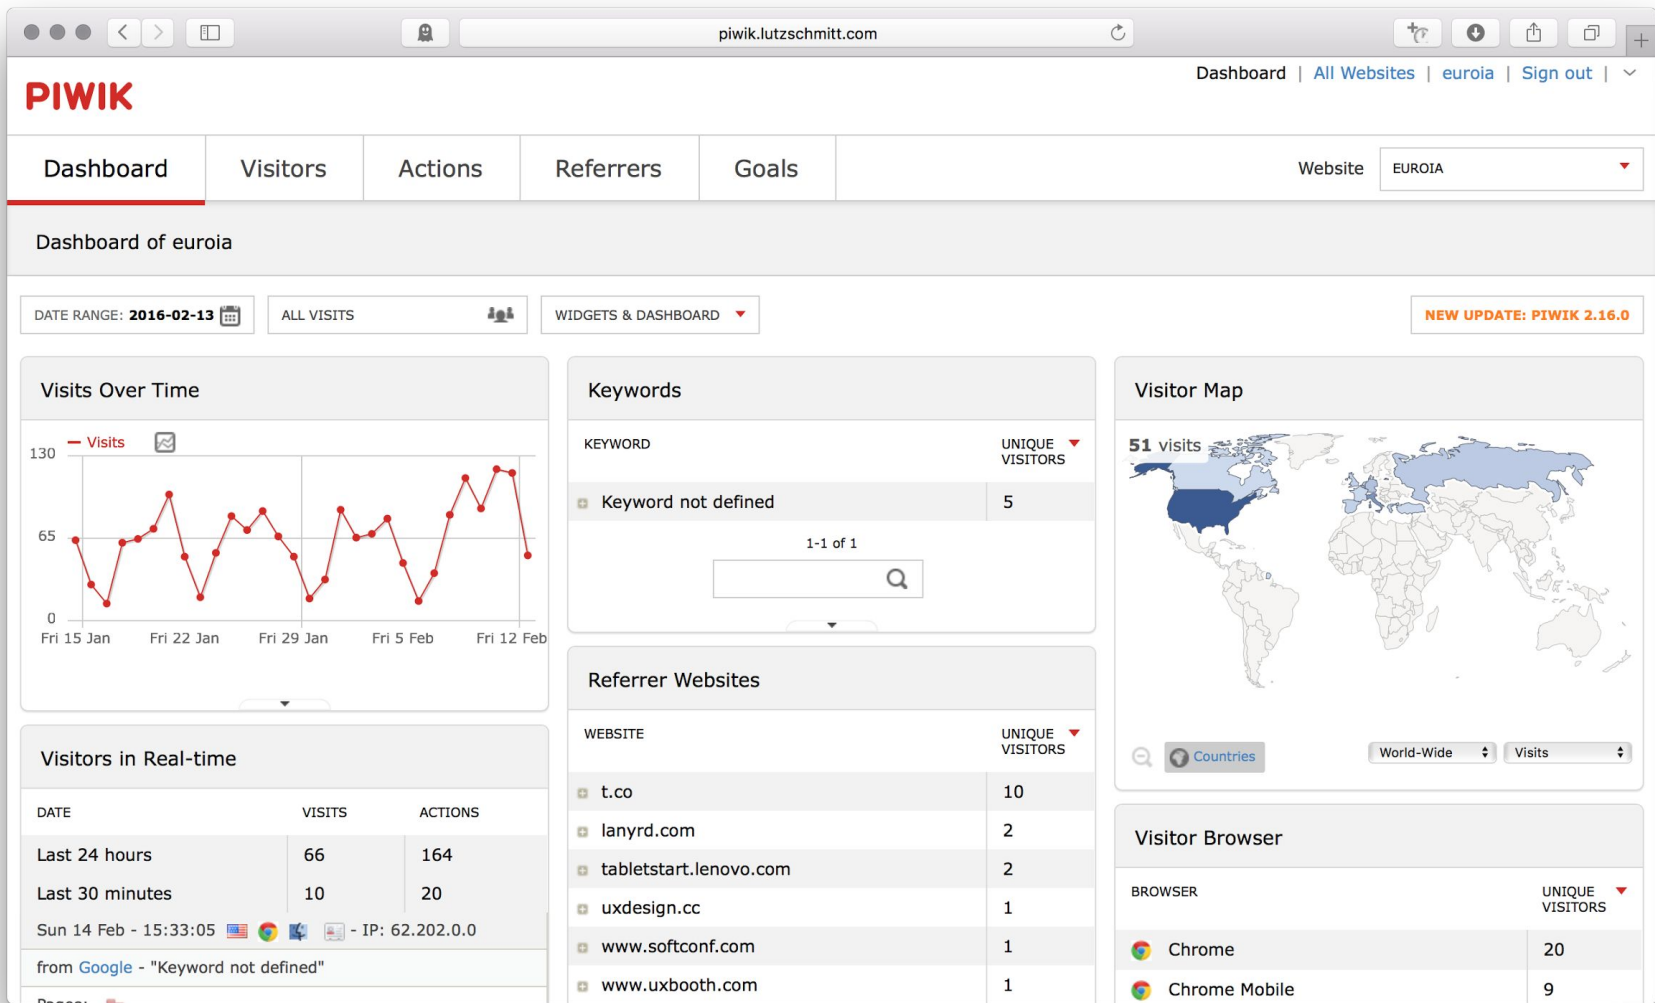 piwik.lutzschmitt.com
Dashboard | All Websites | euroia | Sign out |
PIWIK
Dashboard
Visitors
Actions
Referrers
Goals
Website
EUROIA
Dashboard of euroia
DATE RANGE: 2016-02-13
ALL VISITS
WIDGETS & DASHBOARD
NEW UPDATE: PIWIK 2.16.0
Visits Over Time
Visits
130
65
0
Fri 15 Jan
Fri 22 Jan
Fri 29 Jan
Fri 5 Feb
Fri 12 Feb
Visitors in Real-time
DATE VISITS ACTIONS
Last 24 hours 66 164
Last 30 minutes 10 20
Sun 14 Feb - 15:33:05 - IP: 62.202.0.0
from Google - "Keyword not defined"
Keywords
KEYWORD
UNIQUE
VISITORS
Keyword not defined 5
1-1 of 1
Referrer Websites
WEBSITE
UNIQUE
VISITORS
t.co 10
lanyrd.com 2
tabletstart.lenovo.com 2
uxdesign.cc 1
www.softconf.com 1
www.uxbooth.com 1
Visitor Map
51 visits
Countries
World-Wide
Visits
Visitor Browser
BROWSER
UNIQUE
VISITORS
Chrome 20
Chrome Mobile 9